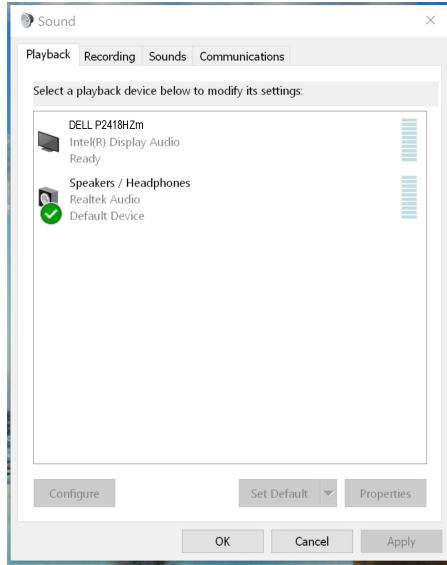 Sound
Playback Recording Sounds Communications
Select a playback device below to modify its settings:
DELL P2418HZm
Intel(R) Display Audio
Ready
Speakers / Headphones
Realtek Audio
Default Device
Configure Set Default Properties
OK Cancel Apply